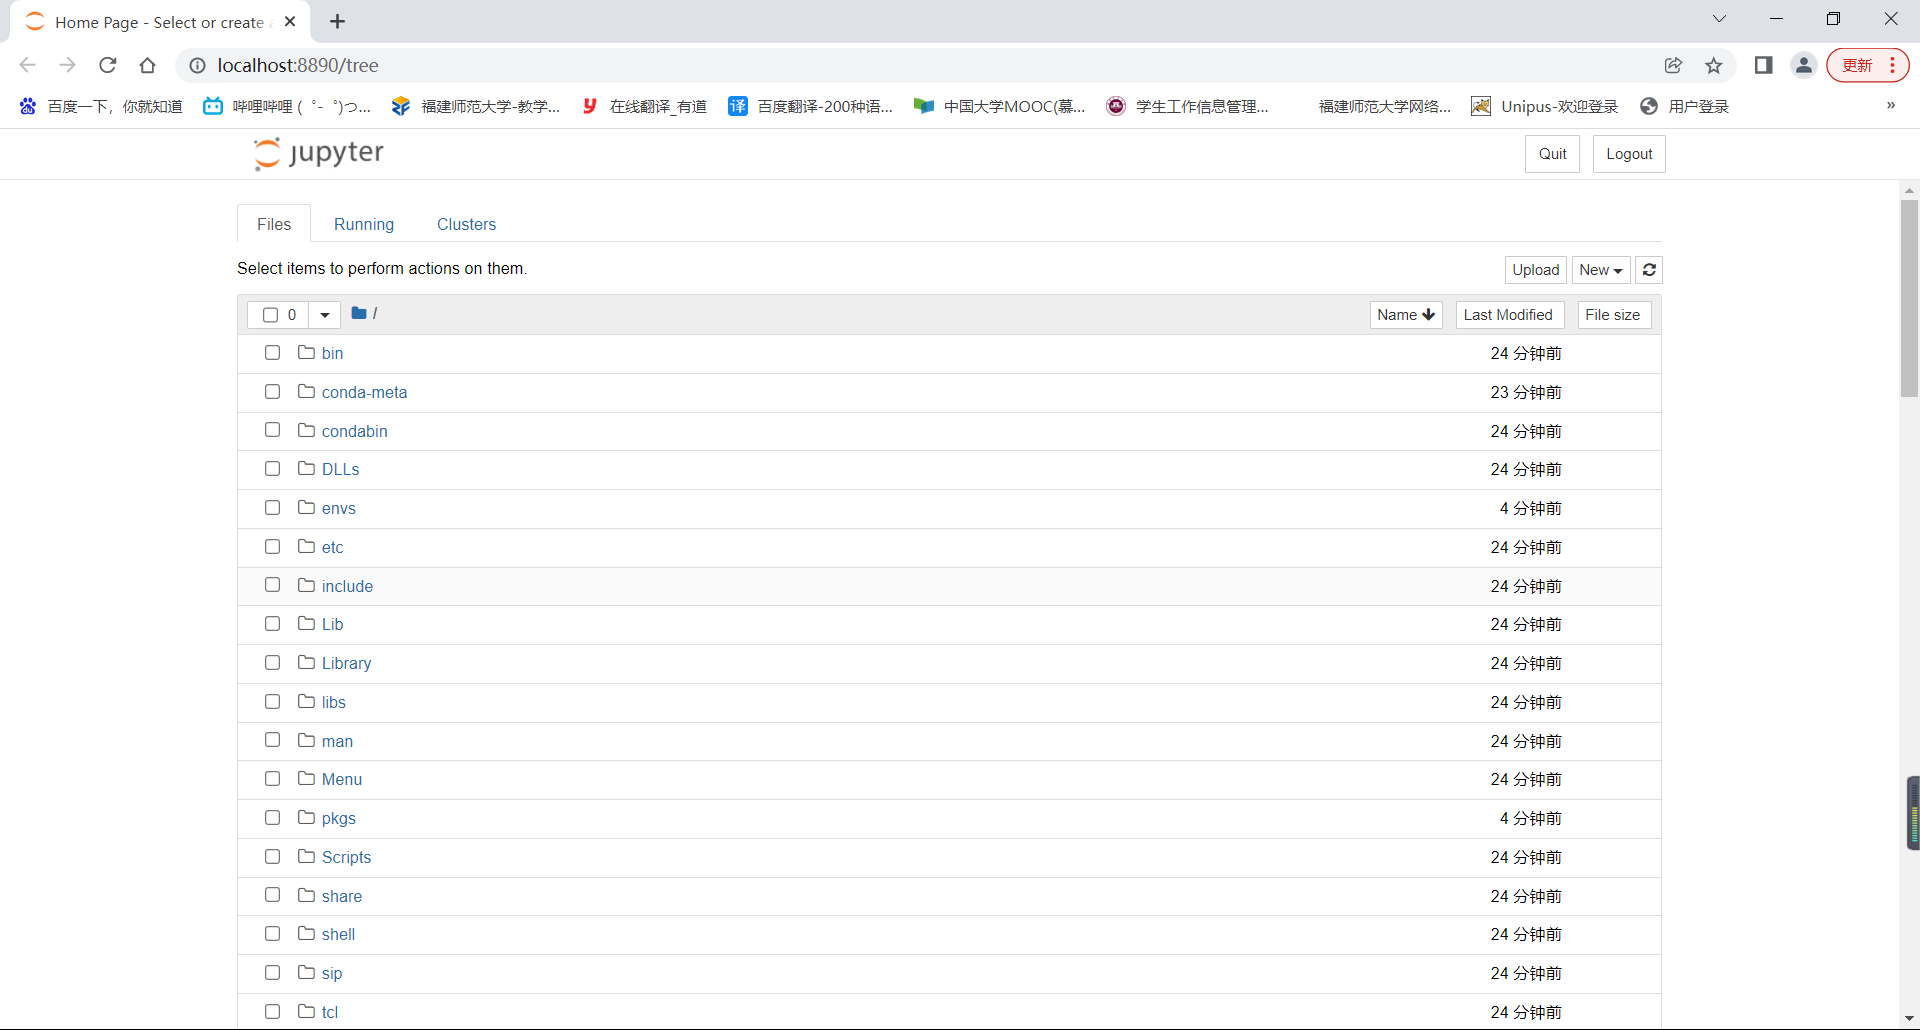 Home Page - Select or create a
localhost:8890/tree
更新
百度一下，你就知道
哔哩哔哩 (゜-゜)つ...
福建师范大学-教学...
在线翻译_有道
百度翻译-200种语...
中国大学MOOC(慕...
学生工作信息管理...
福建师范大学网络...
Unipus-欢迎登录
用户登录
»
jupyter
Quit
Logout
Files
Running
Clusters
Select items to perform actions on them.
Upload
New
0
/
Name
Last Modified
File size
bin 24 分钟前
conda-meta 23 分钟前
condabin 24 分钟前
DLLs 24 分钟前
envs 4 分钟前
etc 24 分钟前
include 24 分钟前
Lib 24 分钟前
Library 24 分钟前
libs 24 分钟前
man 24 分钟前
Menu 24 分钟前
pkgs 4 分钟前
Scripts 24 分钟前
share 24 分钟前
shell 24 分钟前
sip 24 分钟前
tcl 24 分钟前